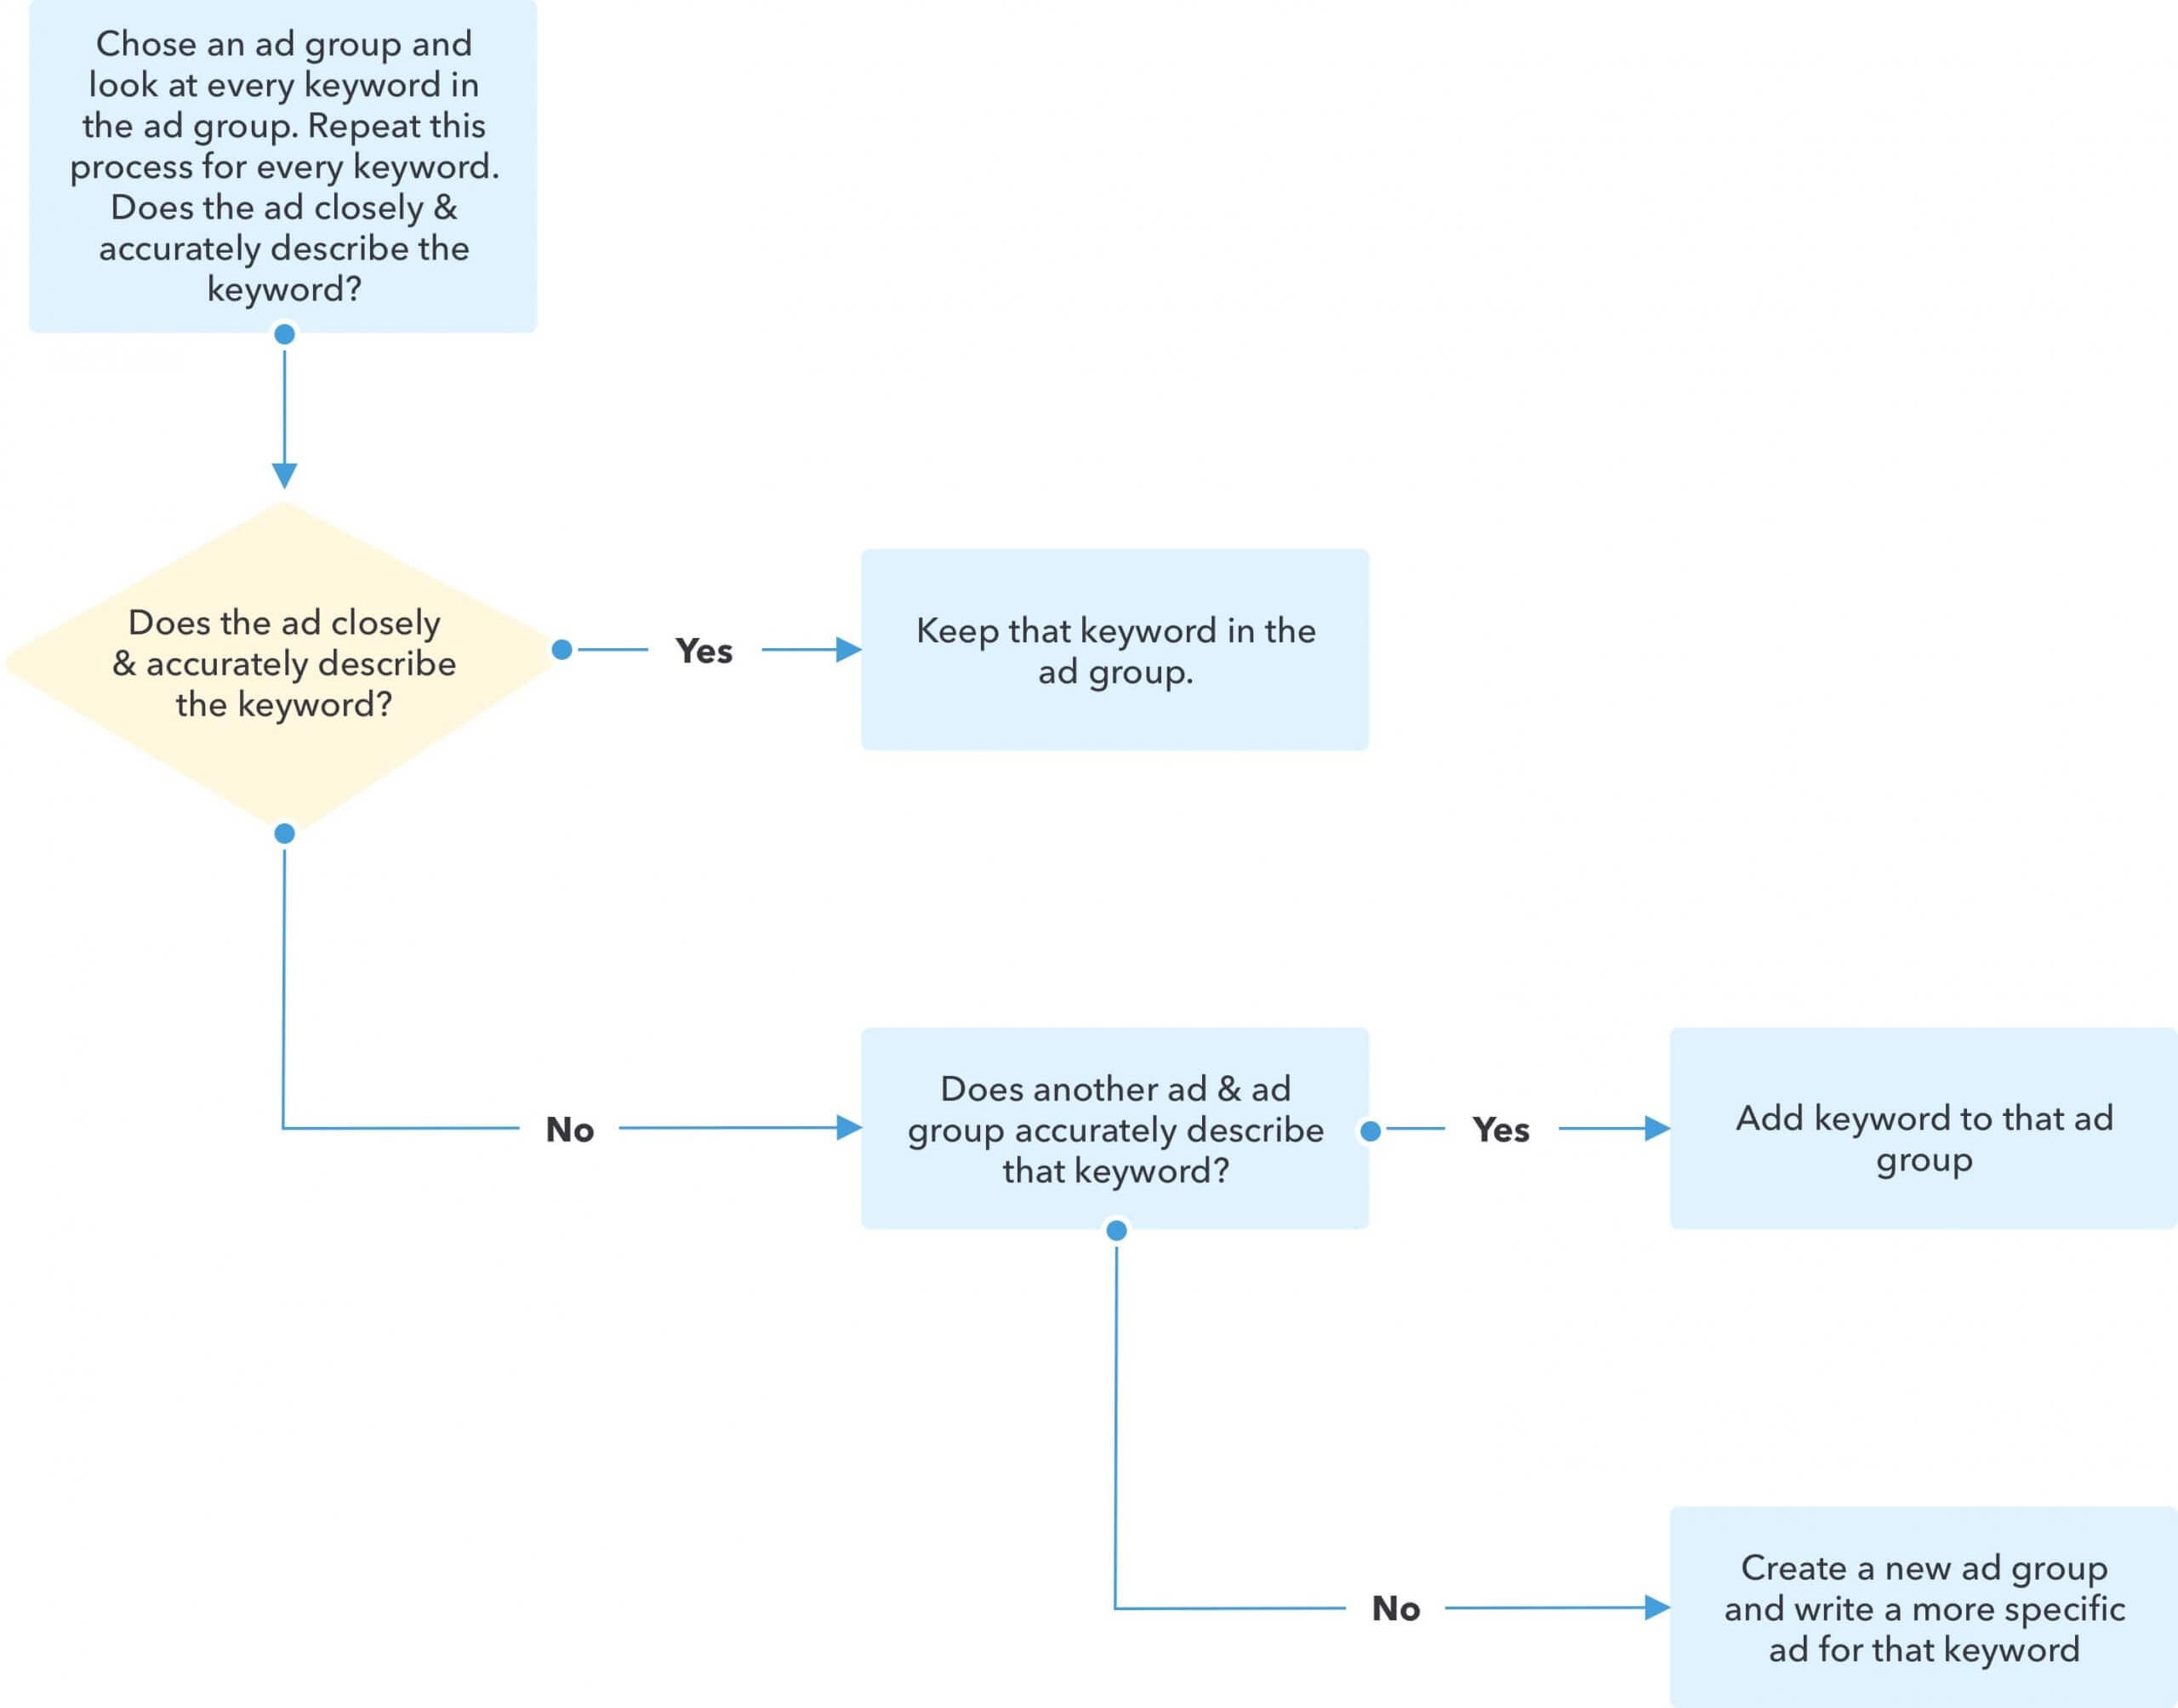 Chose an ad group and
look at every keyword in
the ad group. Repeat this
process for every keyword.
Does the ad closely &
accurately describe the
keyword?
Does the ad closely
& accurately describe
the keyword?
Yes
Keep that keyword in the
ad group.
No
Does another ad & ad
group accurately describe
that keyword?
Yes
Add keyword to that ad
group
No
Create a new ad group
and write a more specific
ad for that keyword